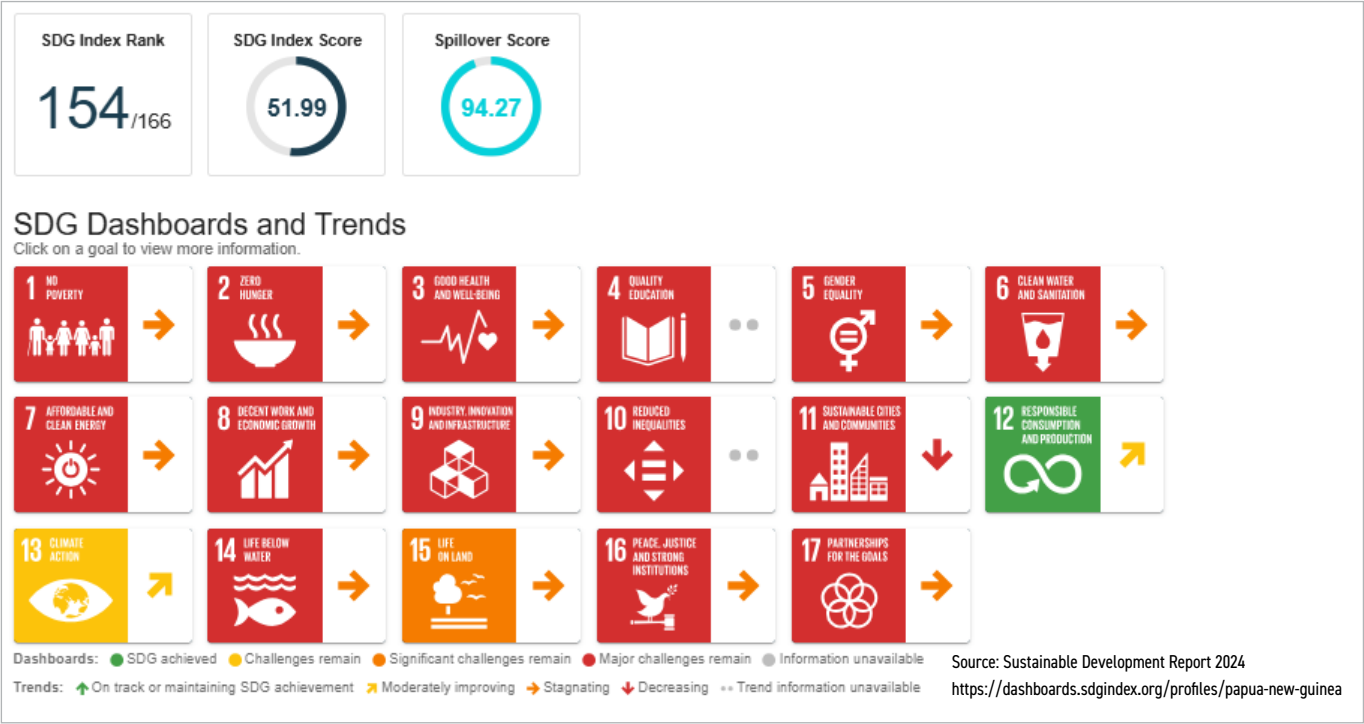 SDG Index Rank
154/166
SDG Index Score
51.99
Spillover Score
94.27
SDG Dashboards and Trends
Click on a goal to view more information.
1 NO
POVERTY
2 ZERO
HUNGER
3 GOOD HEALTH
AND WELL-BEING
4 QUALITY
EDUCATION
5 GENDER
EQUALITY
6 CLEAN WATER
AND SANITATION
7 AFFORDABLE AND
CLEAN ENERGY
8 DECENT WORK AND
ECONOMIC GROWTH
9 INDUSTRY, INNOVATION
AND INFRASTRUCTURE
10 REDUCED
INEQUALITIES
11 SUSTAINABLE CITIES
AND COMMUNITIES
12 RESPONSIBLE
CONSUMPTION
AND PRODUCTION
13 CLIMATE
ACTION
14 LIFE BELOW
WATER
15 LIFE
ON LAND
16 PEACE, JUSTICE
AND STRONG
INSTITUTIONS
17 PARTNERSHIPS
FOR THE GOALS
Dashboards: SDG achieved Challenges remain Significant challenges remain Major challenges remain Information unavailable
Trends: On track or maintaining SDG achievement Moderately improving Stagnating Decreasing Trend information unavailable
Source: Sustainable Development Report 2024
https://dashboards.sdgindex.org/profiles/papua-new-guinea